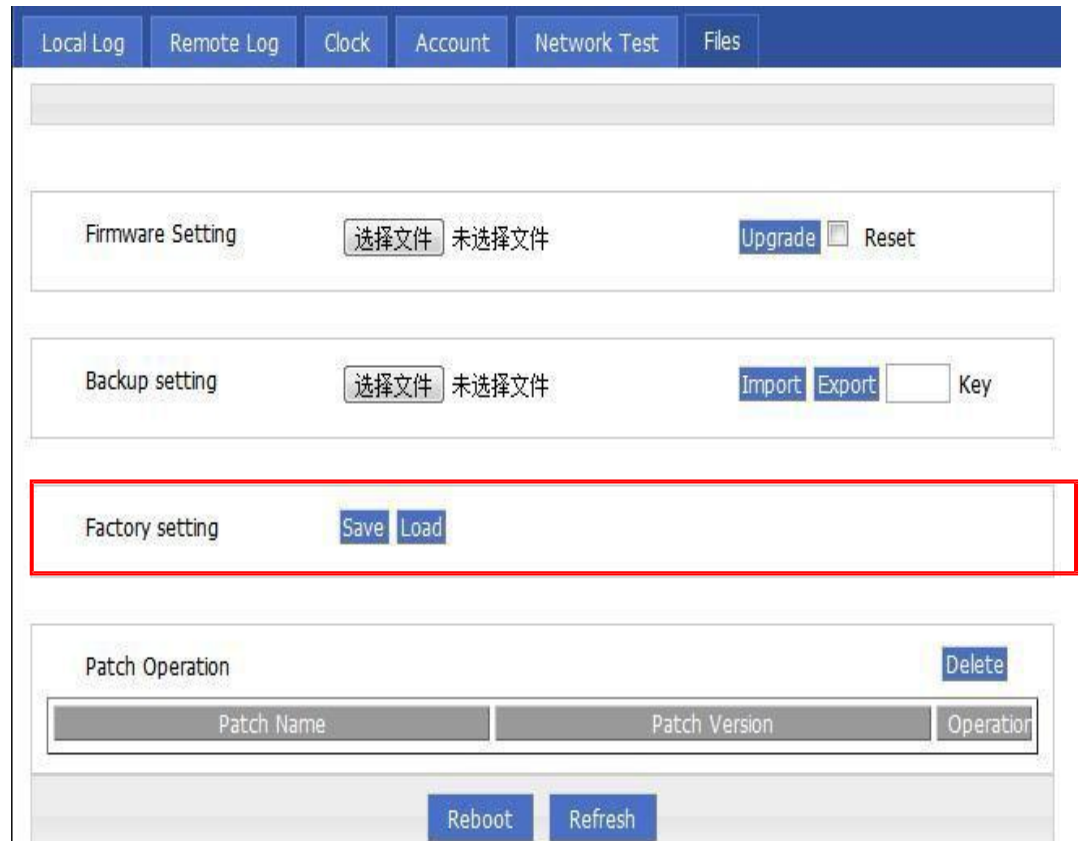 Local Log Remote Log Clock Account Network Test Files
Firmware Setting 选择文件 未选择文件 Upgrade Reset
Backup setting 选择文件 未选择文件 Import Export Key
Factory setting Save Load
Patch Operation Delete
Patch Name Patch Version Operation
Reboot Refresh